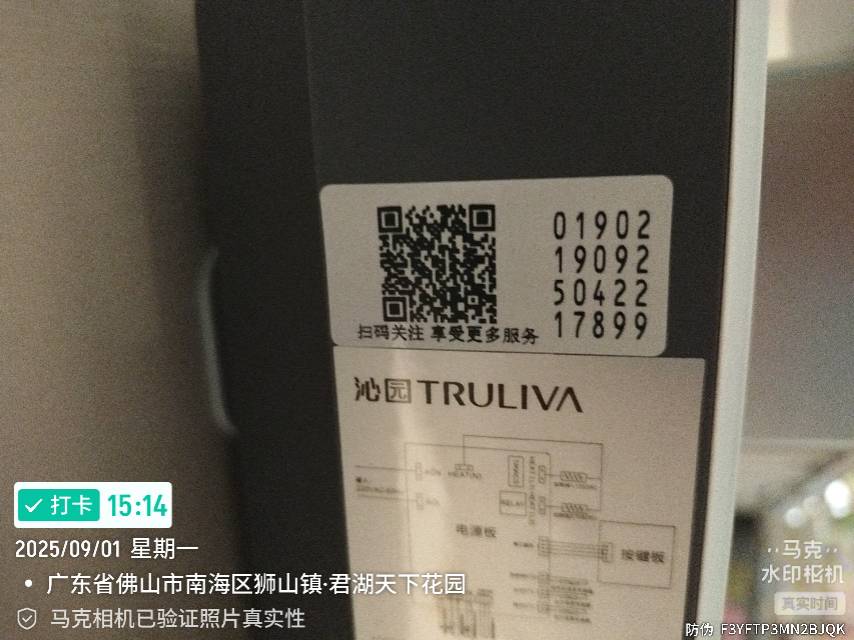 01902
19092
50422
17899
扫码关注 享受更多服务
沁园 TRULIVA
RELAY
电源板
按键板
打卡 15:14
2025/09/01 星期一
广东省佛山市南海区狮山镇·君湖天下花园
马克相机已验证照片真实性
马克
水印相机
真实时间
防伪 F3YFTP3MN2BJQK